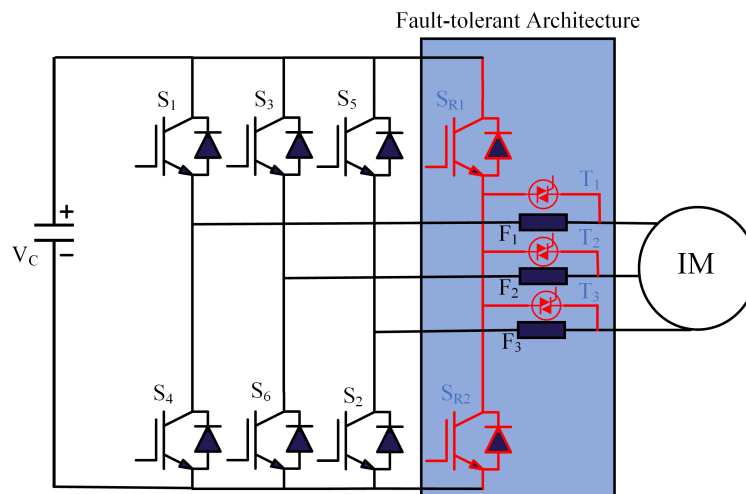 Fault-tolerant Architecture
S1
S3
S5
SR1
T1
+
VC
−
F1
T2
IM
F2
T3
F3
S4
S6
S2
SR2